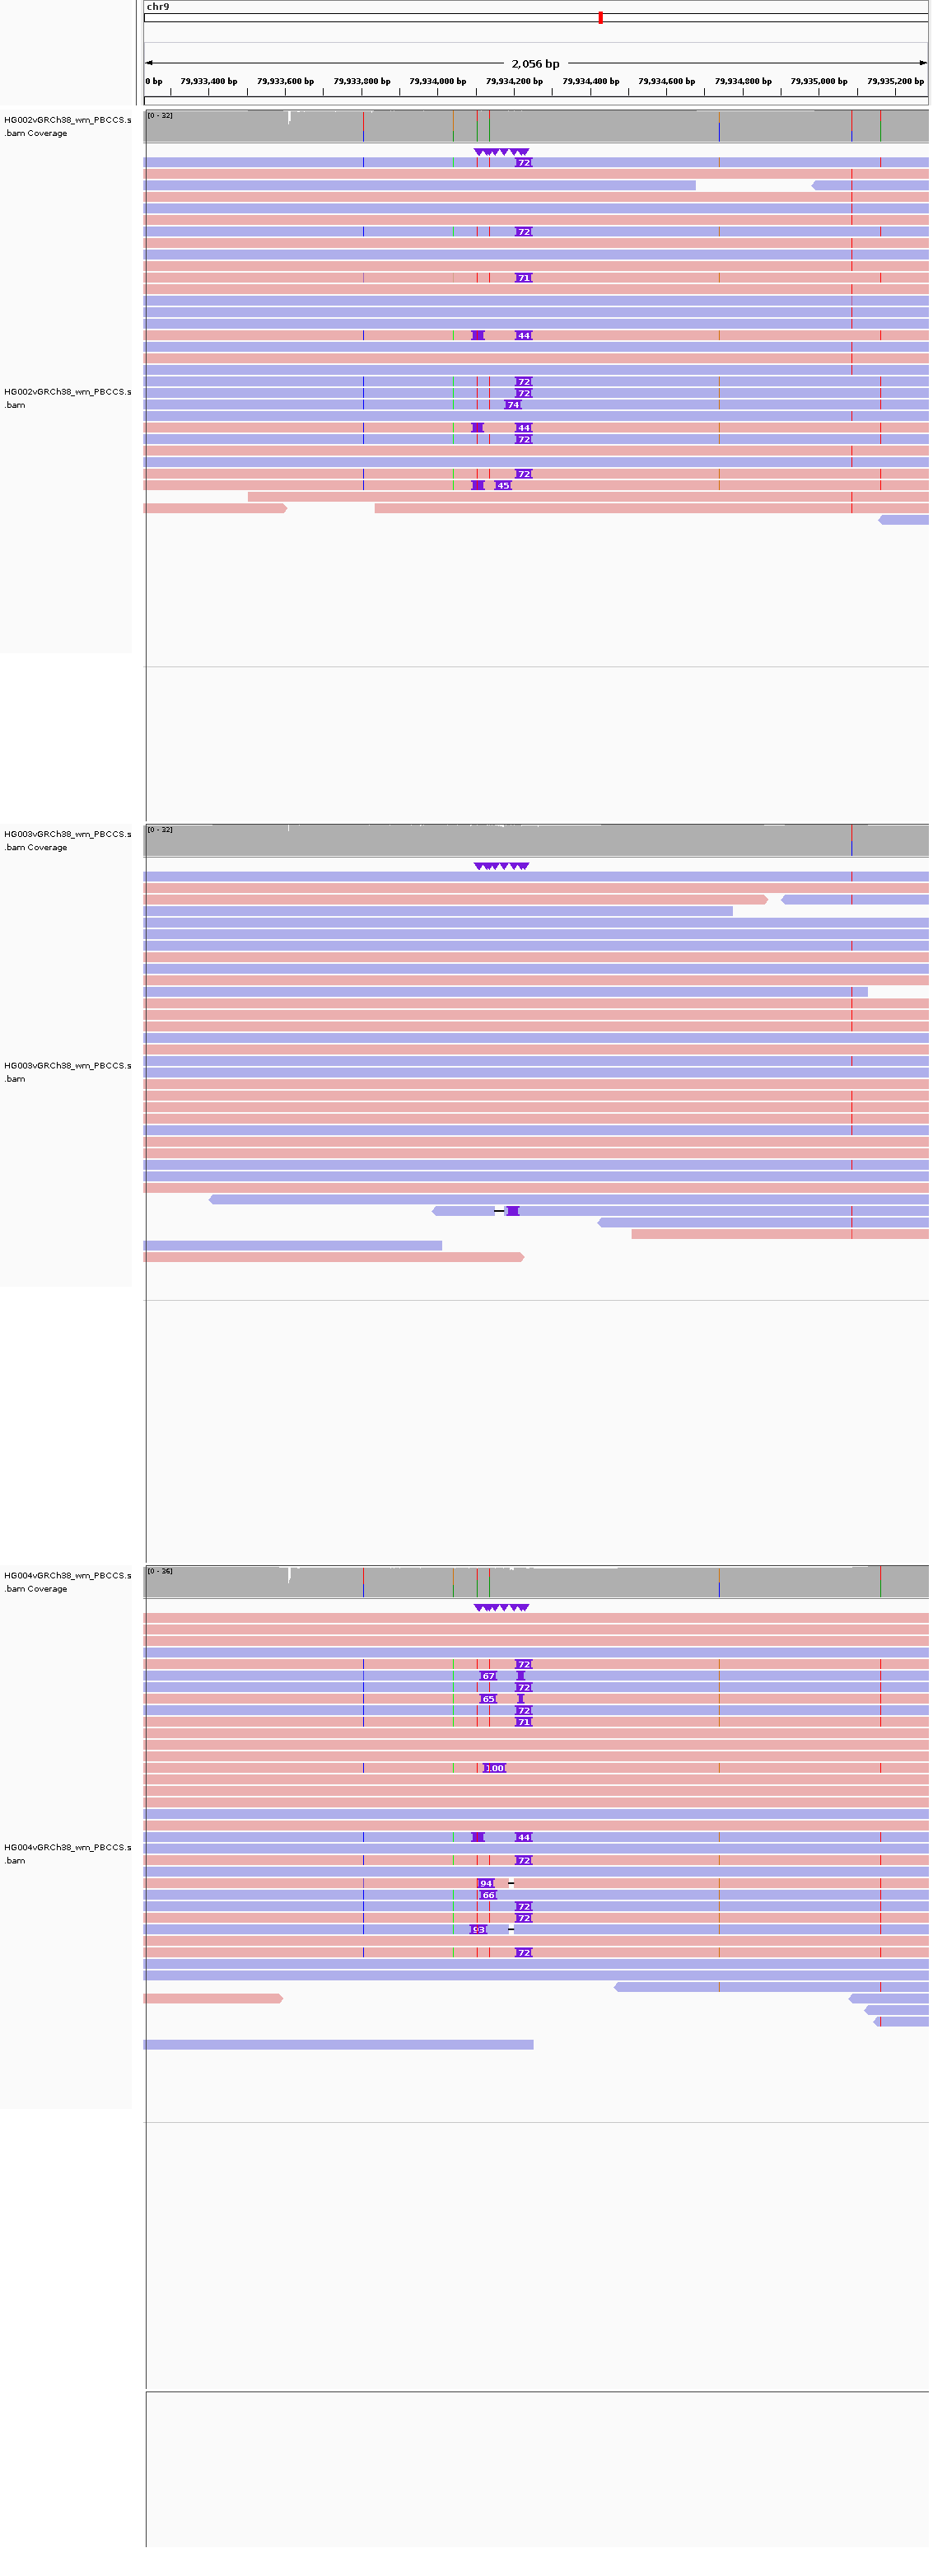 chr9
2,056 bp
0 bp 79,933,400 bp 79,933,600 bp 79,933,800 bp 79,934,000 bp 79,934,200 bp 79,934,400 bp 79,934,600 bp 79,934,800 bp 79,935,000 bp 79,935,200 bp
HG002vGRCh38_wm_PBCCS.s
.bam Coverage
[0 - 32]
72
72
71
44
HG002vGRCh38_wm_PBCCS.s
.bam
72
72
74
44
72
72
45
HG003vGRCh38_wm_PBCCS.s
.bam Coverage
[0 - 32]
HG003vGRCh38_wm_PBCCS.s
.bam
HG004vGRCh38_wm_PBCCS.s
.bam Coverage
[0 - 36]
72
67
72
65
72
71
100
44
HG004vGRCh38_wm_PBCCS.s
.bam
72
94
66
72
72
93
72